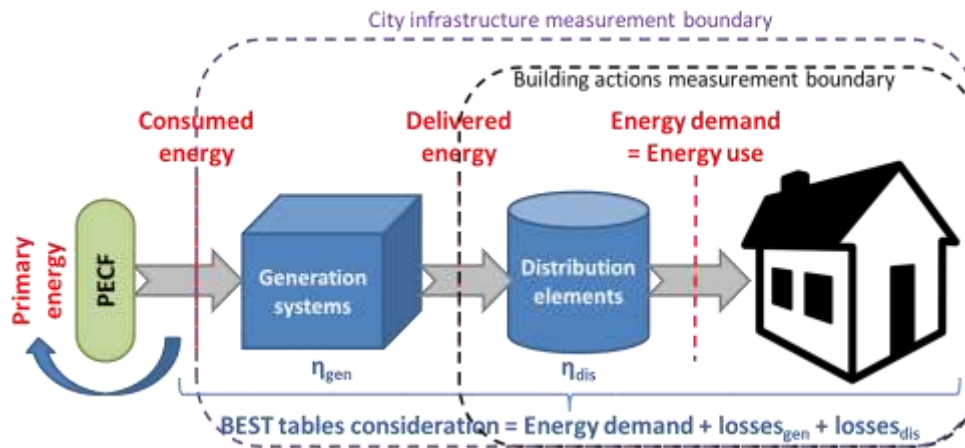 City infrastructure measurement boundary
Building actions measurement boundary
Consumed
energy
Delivered
energy
Energy demand
= Energy use
Primary
energy
PECF
Generation
systems
Distribution
elements
ηgen
ηdis
BEST tables consideration = Energy demand + lossesgen + lossesdis